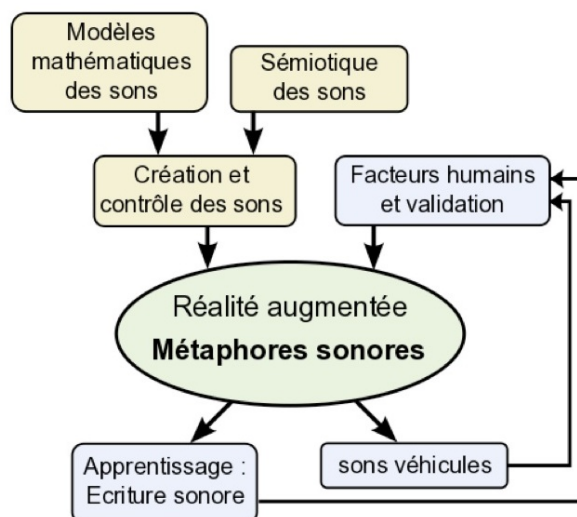 Modèles
mathématiques
des sons
Sémiotique
des sons
Création et
contrôle des sons
Facteurs humains
et validation
Réalité augmentée
Métaphores sonores
Apprentissage :
Ecriture sonore
sons véhicules